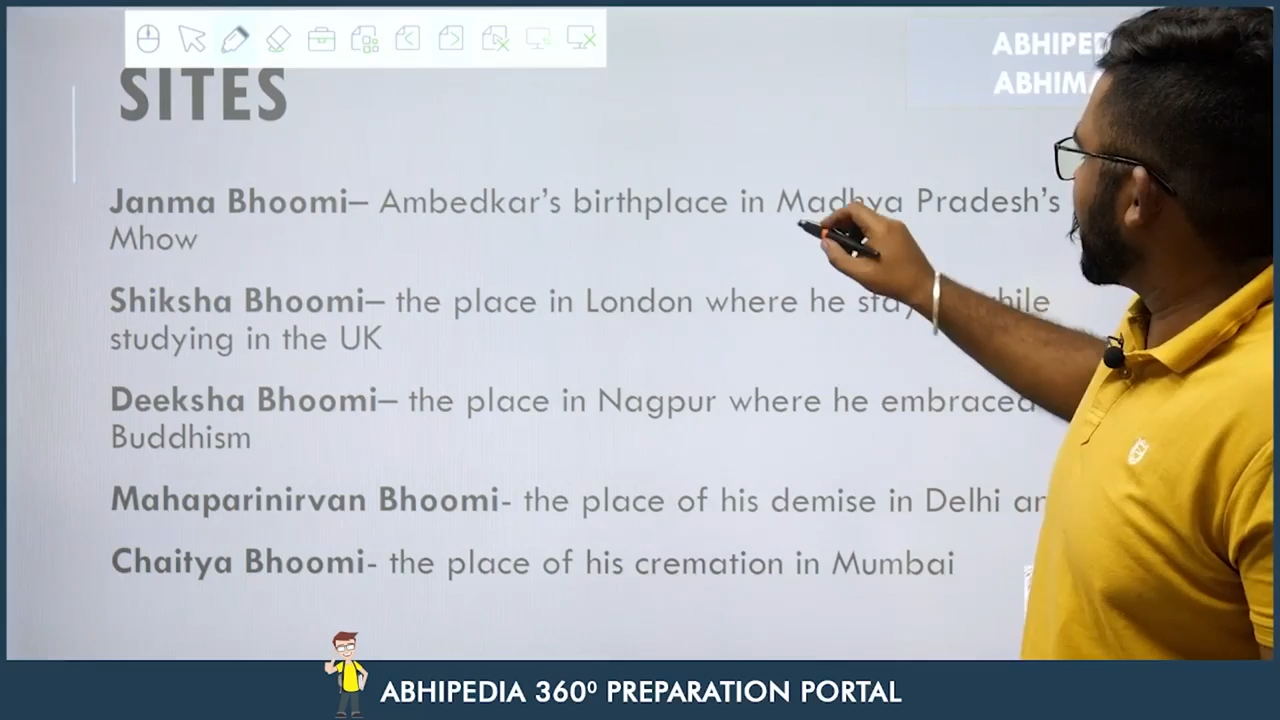 ABHIPED
ABHIMA
SITES
Janma Bhoomi– Ambedkar's birthplace in Madhya Pradesh's
Mhow
Shiksha Bhoomi– the place in London where he
studying in the UK
Deeksha Bhoomi– the place in Nagpur where he embraced
Buddhism
Mahaparinirvan Bhoomi- the place of his demise in Delhi
Chaitya Bhoomi- the place of his cremation in Mumbai
ABHIPEDIA 360⁰ PREPARATION PORTAL